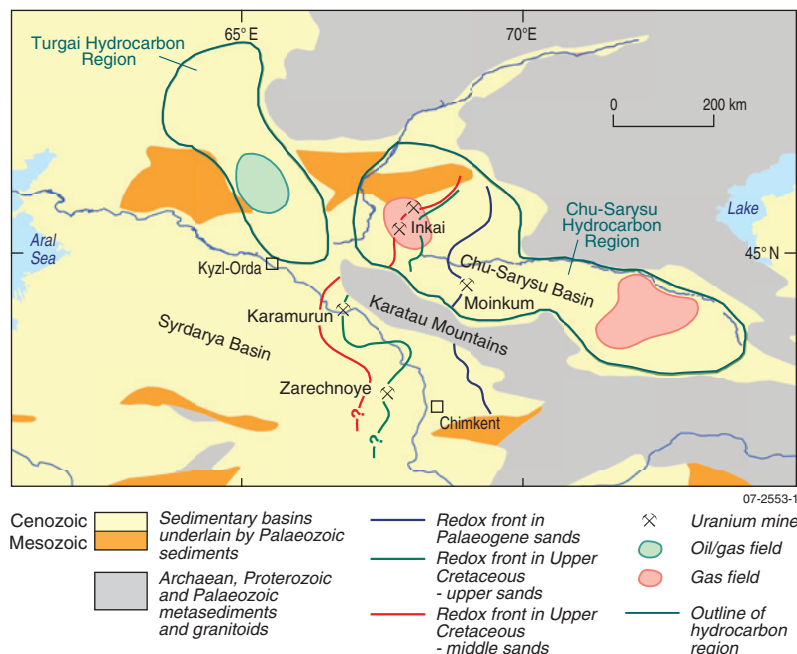 65° E
70° E
Turgai Hydrocarbon
Region
0
200 km
Chu-Sarysu
Hydrocarbon
Region
Lake
Inkai
Aral
Sea
45° N
Kyzl-Orda
Chu-Sarysu Basin
Moinkum
Karamurun
Karatau Mountains
Syrdarya Basin
Zarechnoye
Chimkent
?
?
07-2553-1
Cenozoic
Mesozoic
Sedimentary basins
underlain by Palaeozoic
sediments
Archaean, Proterozoic
and Palaeozoic
metasediments
and granitoids
Redox front in
Palaeogene sands
Redox front in Upper
Cretaceous
- upper sands
Redox front in Upper
Cretaceous
- middle sands
Uranium mine
Oil/gas field
Gas field
Outline of
hydrocarbon
region